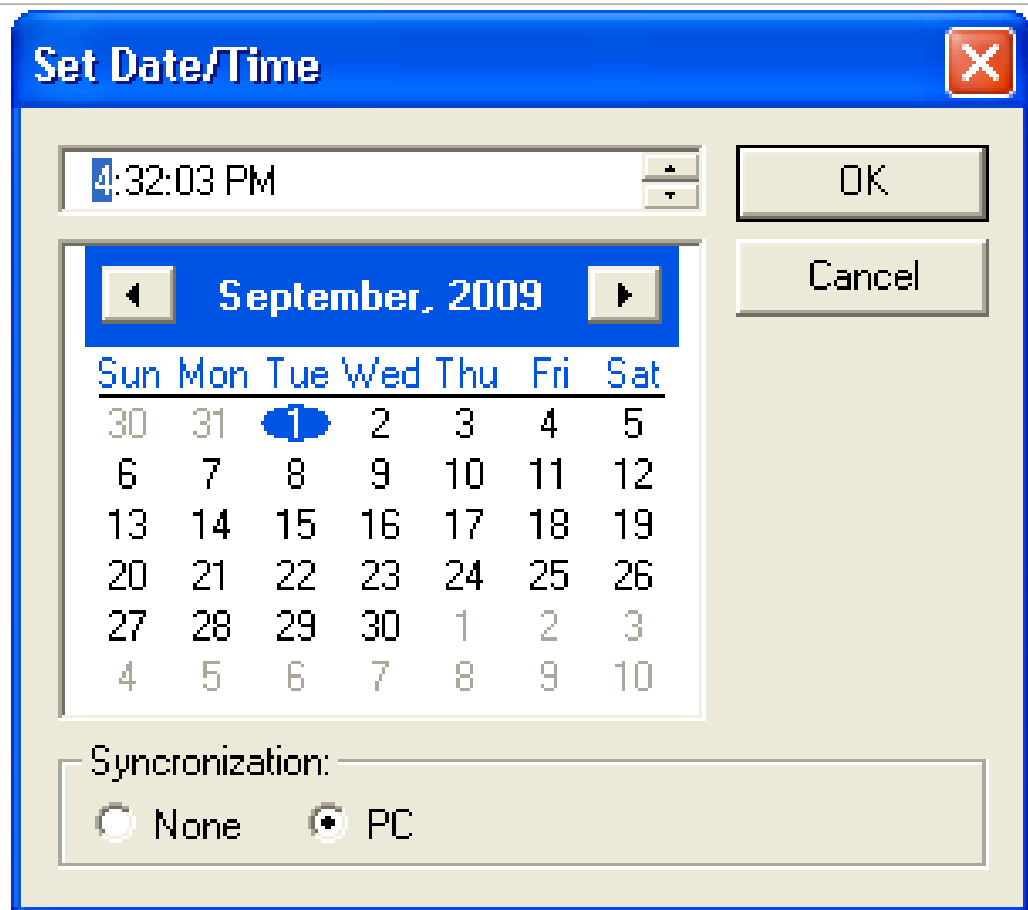 Set Date/Time
4:32:03 PM
OK
Cancel
September, 2009
Sun Mon Tue Wed Thu Fri Sat
30 31 1 2 3 4 5
6 7 8 9 10 11 12
13 14 15 16 17 18 19
20 21 22 23 24 25 26
27 28 29 30 1 2 3
4 5 6 7 8 9 10
Syncronization:
None PC